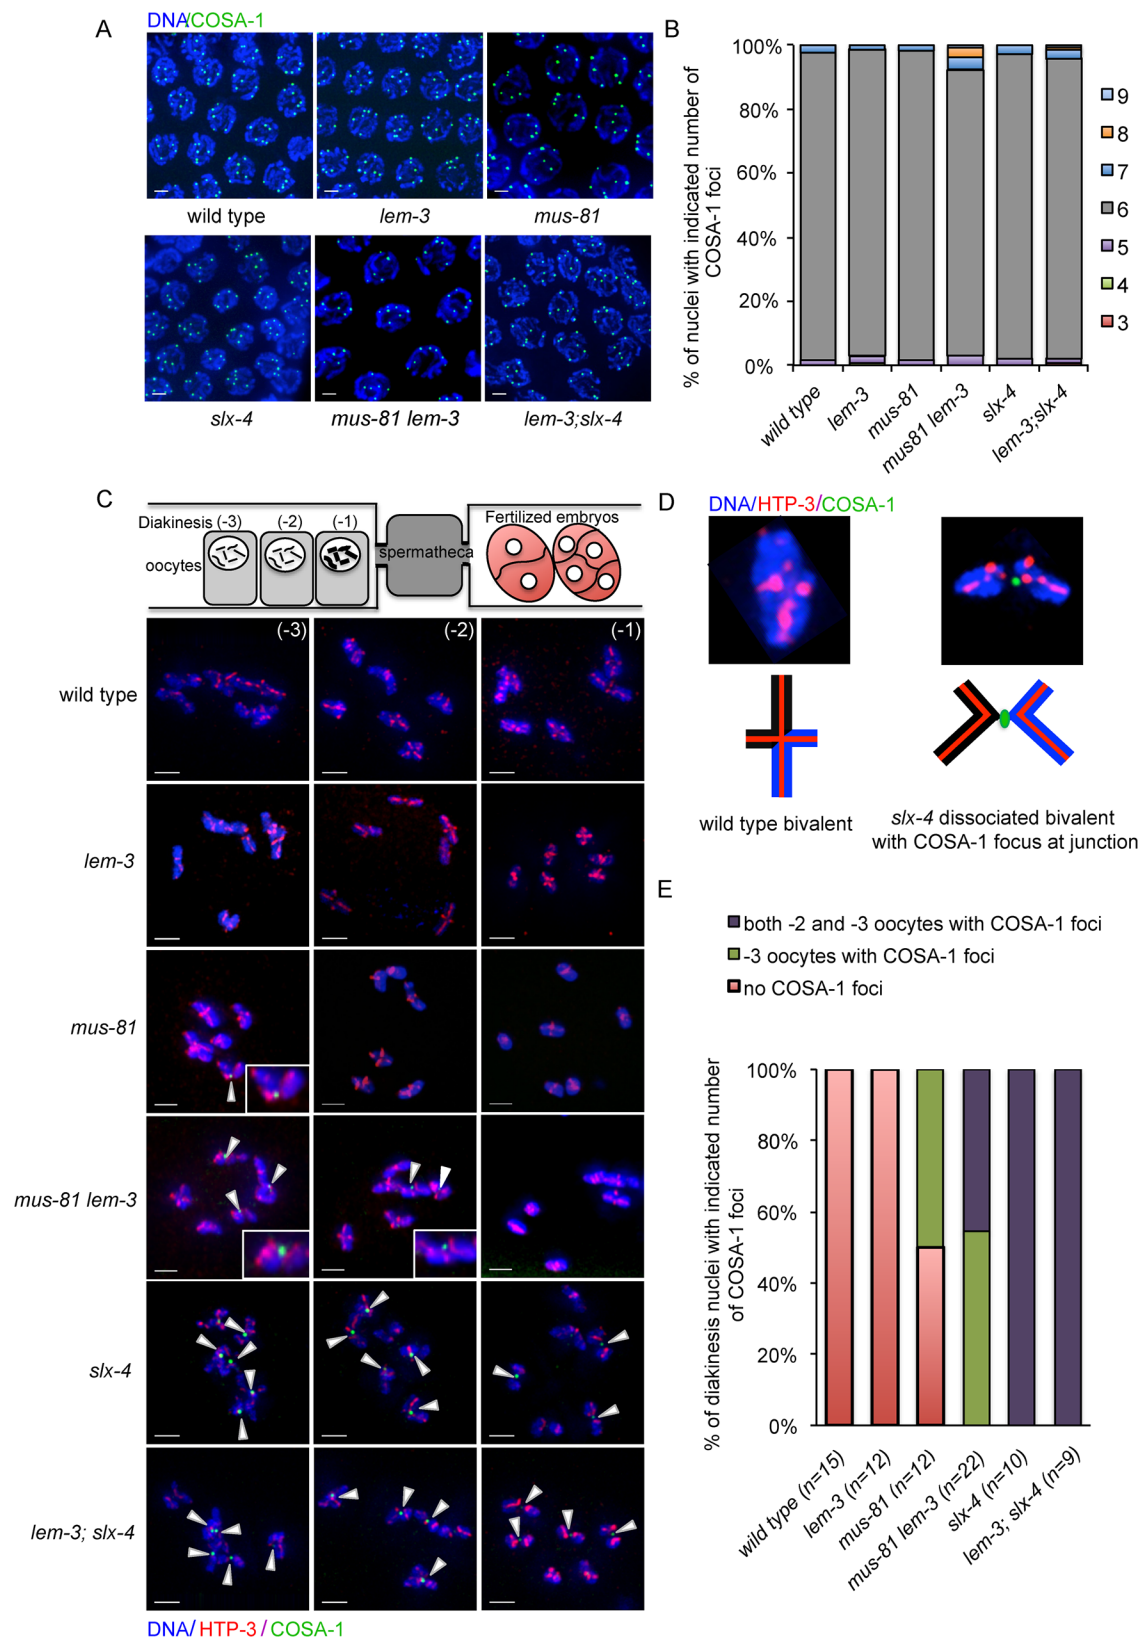 A
DNA/COSA-1
wild type
lem-3
mus-81
slx-4
mus-81 lem-3
lem-3;slx-4
B
% of nuclei with indicated number of
COSA-1 foci
100%
80%
60%
40%
20%
0%
wild type
lem-3
mus-81
mus81 lem-3
slx-4
lem-3;slx-4
9
8
7
6
5
4
3
C
Diakinesis (-3) (-2) (-1)
oocytes
spermatheca
Fertilized embryos
(-3) (-2) (-1)
wild type
lem-3
mus-81
mus-81 lem-3
slx-4
lem-3; slx-4
DNA/ HTP-3 / COSA-1
D
DNA/HTP-3/COSA-1
wild type bivalent
slx-4 dissociated bivalent
with COSA-1 focus at junction
E
both -2 and -3 oocytes with COSA-1 foci
-3 oocytes with COSA-1 foci
no COSA-1 foci
% of diakinesis nuclei with indicated number
of COSA-1 foci
100%
80%
60%
40%
20%
0%
wild type (n=15)
lem-3 (n=12)
mus-81 (n=12)
mus-81 lem-3 (n=22)
slx-4 (n=10)
lem-3; slx-4 (n=9)